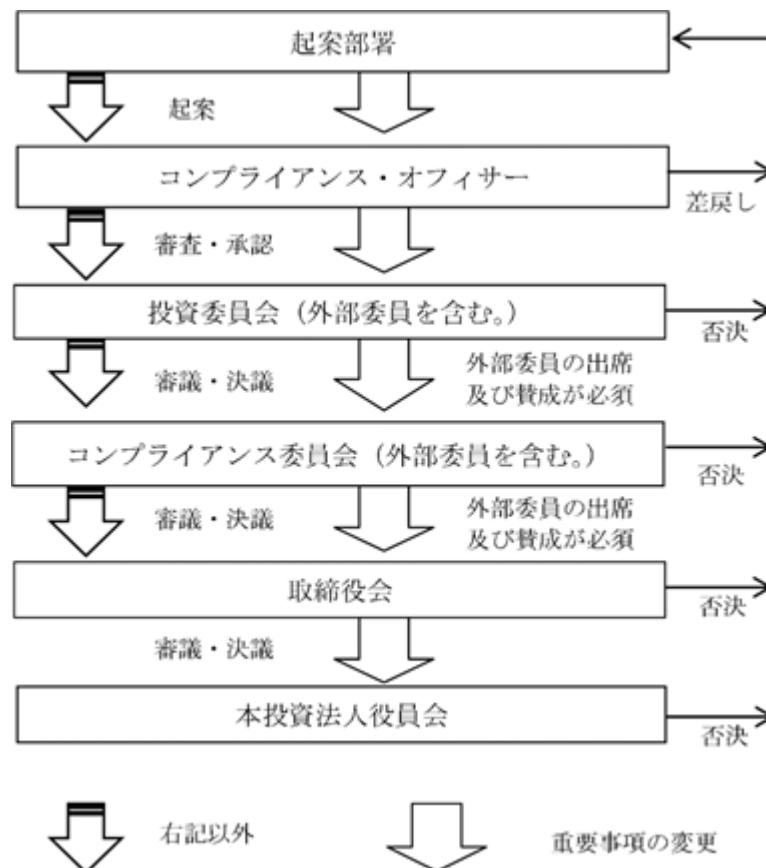 起案部署
起案
コンプライアンス・オフィサー
差戻し
審査・承認
投資委員会（外部委員を含む。）
否決
審議・決議
外部委員の出席
及び賛成が必須
コンプライアンス委員会（外部委員を含む。）
否決
審議・決議
外部委員の出席
及び賛成が必須
取締役会
否決
審議・決議
本投資法人役員会
否決
右記以外
重要事項の変更